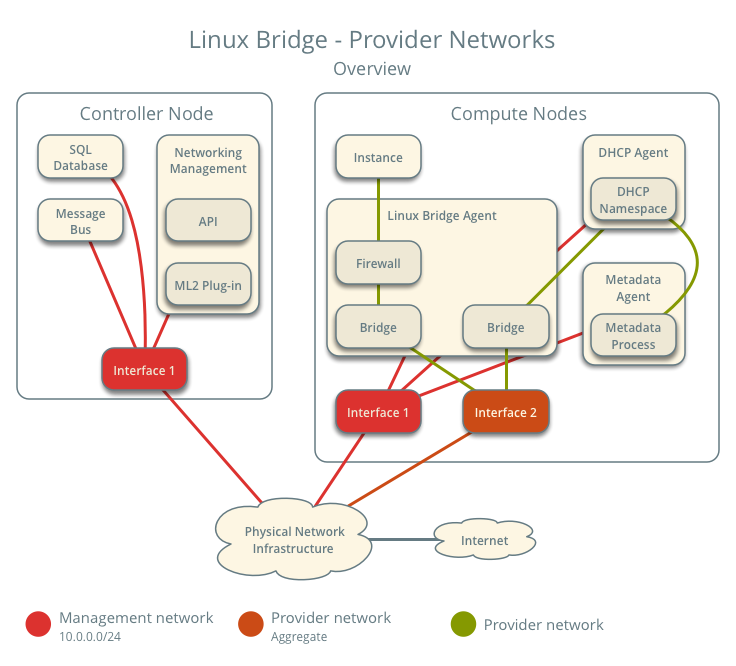 Linux Bridge - Provider Networks
Overview
Controller Node
SQL
Database
Message
Bus
Networking
Management
API
ML2 Plug-in
Interface 1
Compute Nodes
Instance
Linux Bridge Agent
Firewall
Bridge
Bridge
DHCP Agent
DHCP
Namespace
Metadata
Agent
Metadata
Process
Interface 1
Interface 2
Physical Network
Infrastructure
Internet
Management network
10.0.0.0/24
Provider network
Aggregate
Provider network